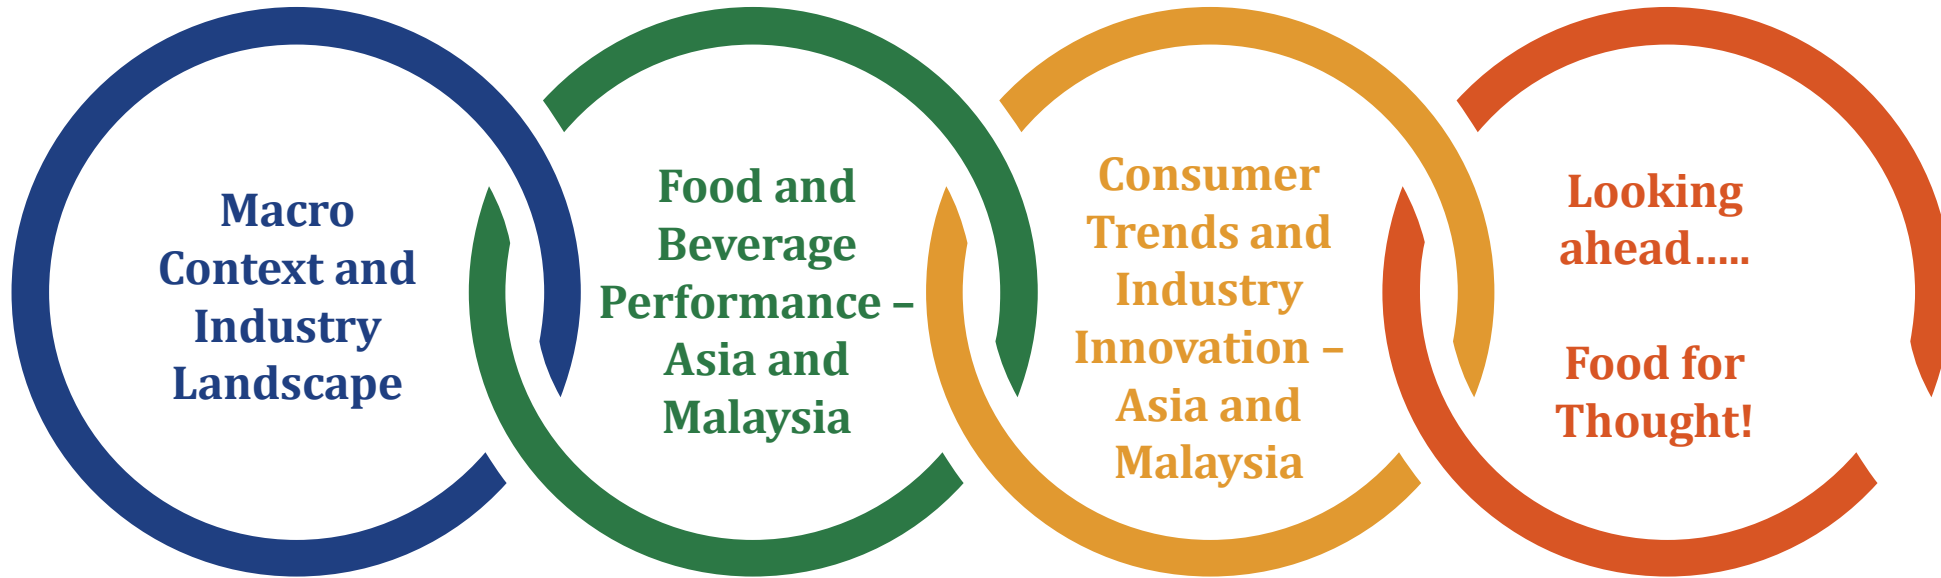 Macro
Context and
Industry
Landscape
Food and
Beverage
Performance –
Asia and
Malaysia
Consumer
Trends and
Industry
Innovation –
Asia and
Malaysia
Looking
ahead.....
Food for
Thought!